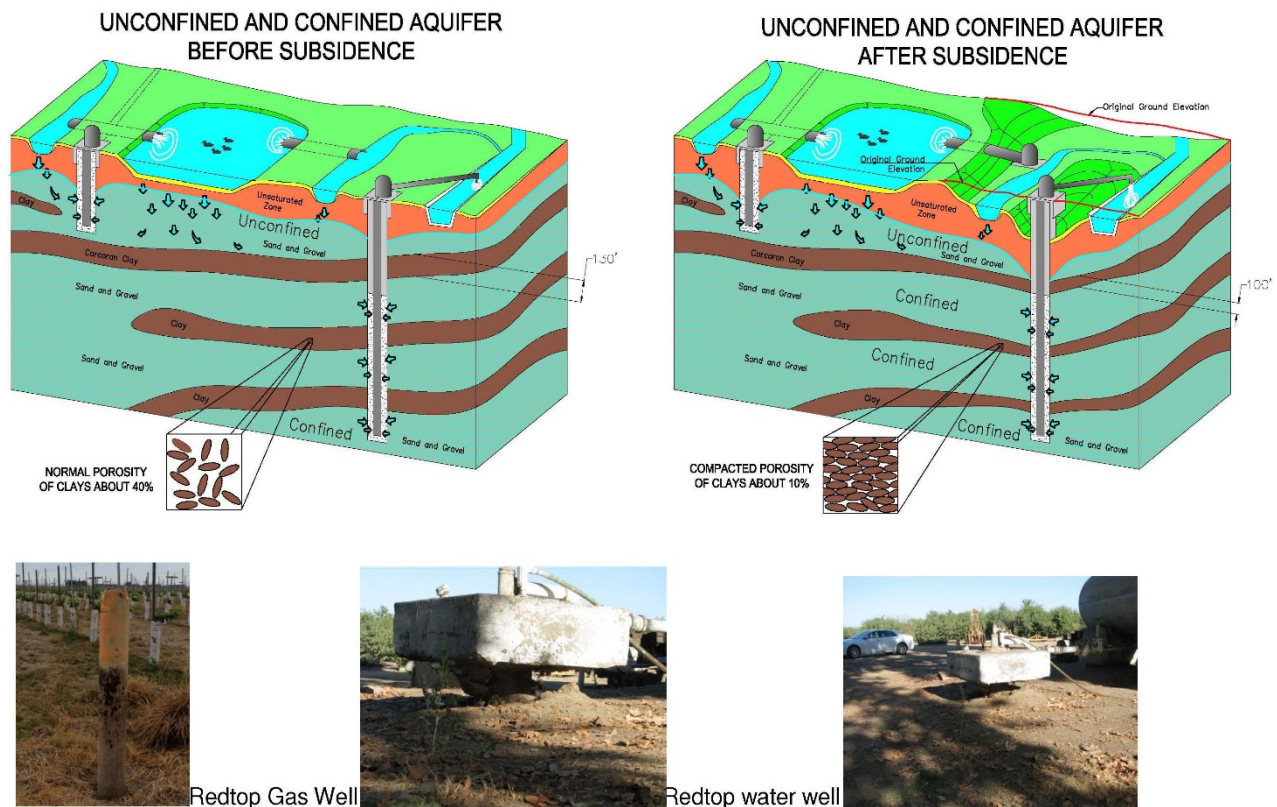 UNCONFINED AND CONFINED AQUIFER
BEFORE SUBSIDENCE
Unsaturated
Zone
Unconfined
Clay
Sand and Gravel
Corcoran Clay
130'
Sand and Gravel
Clay
Sand and Gravel
Clay
Confined
Sand and Gravel
NORMAL POROSITY
OF CLAYS ABOUT 40%
UNCONFINED AND CONFINED AQUIFER
AFTER SUBSIDENCE
Original Ground Elevation
Original Ground
Elevation
Unsaturated
Zone
Unconfined
Clay
Sand and Gravel
Corcoran Clay
100'
Sand and Gravel
Confined
Clay
Confined
Sand and Gravel
Clay
Confined
Sand and Gravel
COMPACTED POROSITY
OF CLAYS ABOUT 10%
Redtop Gas Well
Redtop water well